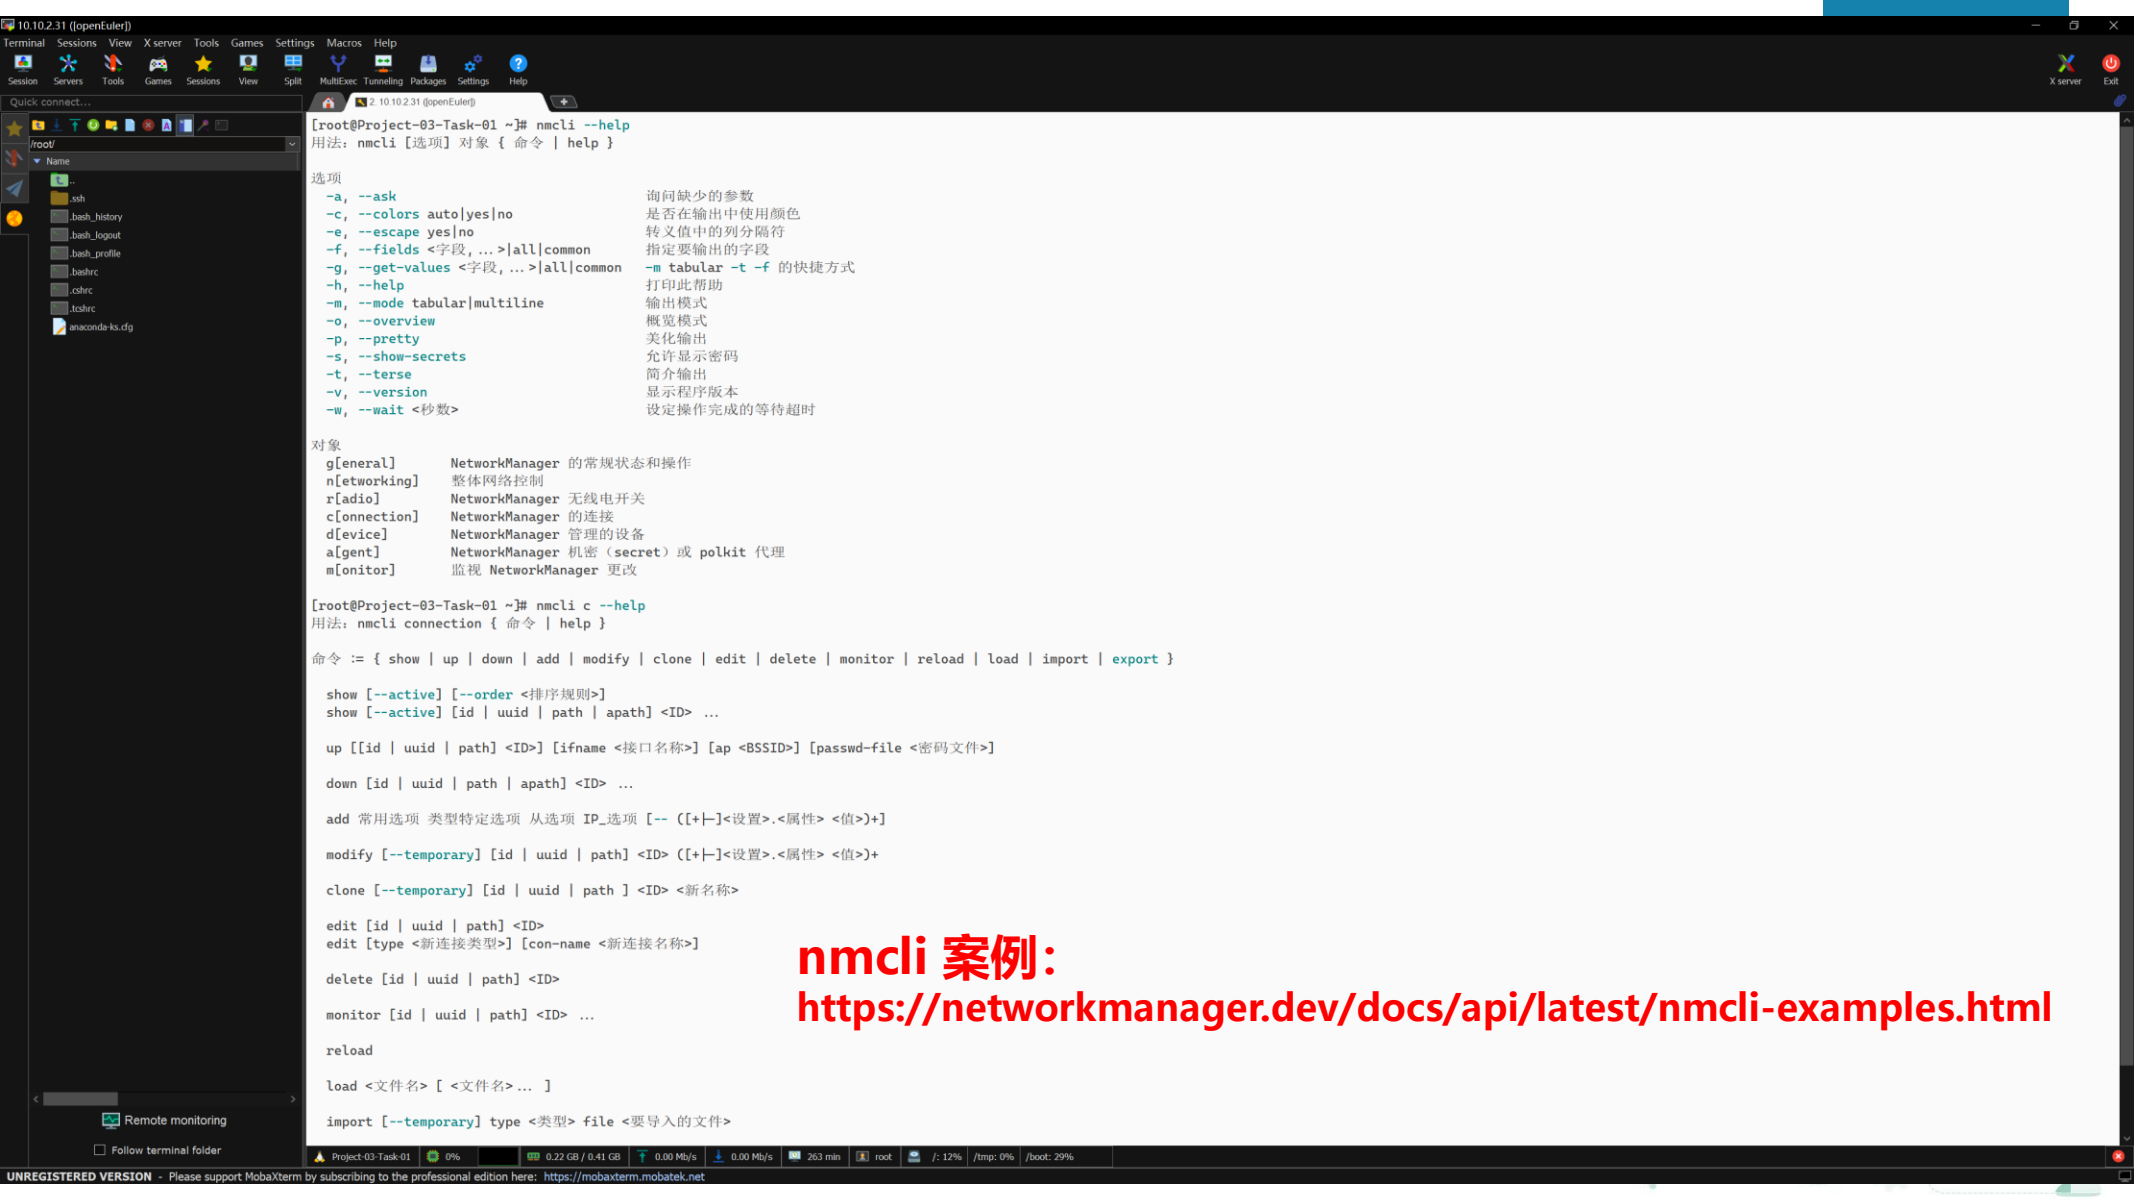 10.10.2.31 ([openEuler])
Terminal Sessions View X server Tools Games Settings Macros Help
Session Servers Tools Games Sessions View Split MultiExec Tunneling Packages Settings Help X server Exit
Quick connect...
2. 10.10.2.31 ([openEuler])
/root/
Name
..
.ssh
.bash_history
.bash_logout
.bash_profile
.bashrc
.cshrc
.tcshrc
anaconda-ks.cfg
[root@Project-03-Task-01 ~]# nmcli --help
用法：nmcli [选项] 对象 { 命令 | help }
选项
-a, --ask 询问缺少的参数
-c, --colors auto|yes|no 是否在输出中使用颜色
-e, --escape yes|no 转义值中的列分隔符
-f, --fields <字段,...>|all|common 指定要输出的字段
-g, --get-values <字段,...>|all|common -m tabular -t -f 的快捷方式
-h, --help 打印此帮助
-m, --mode tabular|multiline 输出模式
-o, --overview 概览模式
-p, --pretty 美化输出
-s, --show-secrets 允许显示密码
-t, --terse 简介输出
-v, --version 显示程序版本
-w, --wait <秒数> 设定操作完成的等待超时
对象
g[eneral] NetworkManager 的常规状态和操作
n[etworking] 整体网络控制
r[adio] NetworkManager 无线电开关
c[onnection] NetworkManager 的连接
d[evice] NetworkManager 管理的设备
a[gent] NetworkManager 机密（secret）或 polkit 代理
m[onitor] 监视 NetworkManager 更改
[root@Project-03-Task-01 ~]# nmcli c --help
用法：nmcli connection { 命令 | help }
命令 := { show | up | down | add | modify | clone | edit | delete | monitor | reload | load | import | export }
show [--active] [--order <排序规则>]
show [--active] [id | uuid | path | apath] <ID> ...
up [[id | uuid | path] <ID>] [ifname <接口名称>] [ap <BSSID>] [passwd-file <密码文件>]
down [id | uuid | path | apath] <ID> ...
add 常用选项 类型特定选项 从选项 IP_选项 [-- ([+|-]<设置>.<属性> <值>)+]
modify [--temporary] [id | uuid | path] <ID> ([+|-]<设置>.<属性> <值>)+
clone [--temporary] [id | uuid | path ] <ID> <新名称>
edit [id | uuid | path] <ID>
edit [type <新连接类型>] [con-name <新连接名称>]
delete [id | uuid | path] <ID>
monitor [id | uuid | path] <ID> ...
reload
load <文件名> [ <文件名>... ]
import [--temporary] type <类型> file <要导入的文件>
nmcli 案例：
https://networkmanager.dev/docs/api/latest/nmcli-examples.html
Remote monitoring
Follow terminal folder
Project-03-Task-01 0% 0.22 GB / 0.41 GB 0.00 Mb/s 0.00 Mb/s 263 min root /: 12% /tmp: 0% /boot: 29%
UNREGISTERED VERSION - Please support MobaXterm by subscribing to the professional edition here: https://mobaxterm.mobatek.net